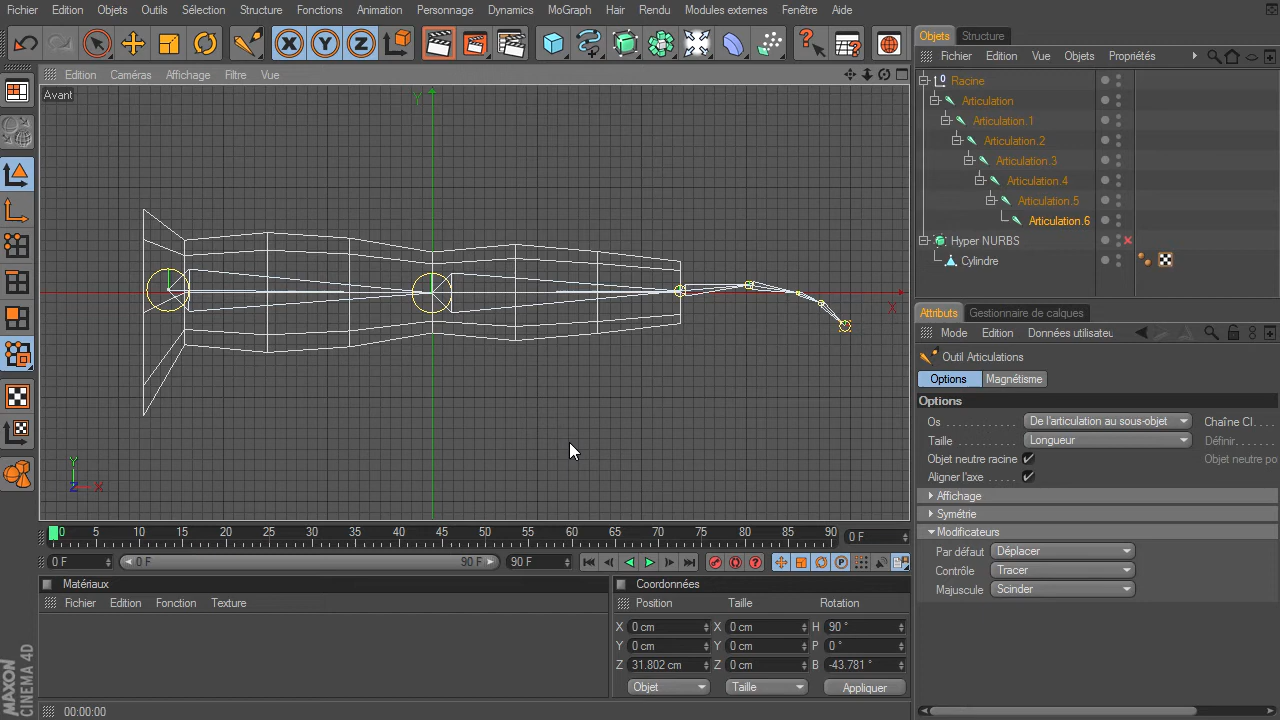 Fichier Edition Objets Outils Sélection Structure Fonctions Animation Personnage Dynamics MoGraph Hair Rendu Modules externes Fenêtre Aide
Objets Structure
Fichier Edition Vue Objets Propriétés
Edition Caméras Affichage Filtre Vue
Avant
Y
X
Y
Z X
Racine
Articulation
Articulation.1
Articulation.2
Articulation.3
Articulation.4
Articulation.5
Articulation.6
Hyper NURBS
Cylindre
Attributs Gestionnaire de calques
Mode Edition Données utilisateu
Outil Articulations
Options Magnétisme
Options
Os De l'articulation au sous-objet Chaîne CI
Taille Longueur Définir
Objet neutre racine Objet neutre po
Aligner l'axe
Affichage
Symétrie
Modificateurs
Par défaut Déplacer
Contrôle Tracer
Majuscule Scinder
0 5 10 15 20 25 30 35 40 45 50 55 60 65 70 75 80 85 90 0 F
0 F 0 F 90 F 90 F
Matériaux
Fichier Edition Fonction Texture
Coordonnées
Position Taille Rotation
X 0 cm X 0 cm H 90 °
Y 0 cm Y 0 cm P 0 °
Z 31.802 cm Z 0 cm B -43.781 °
Objet Taille Appliquer
MAXON
CINEMA 4D
00:00:00